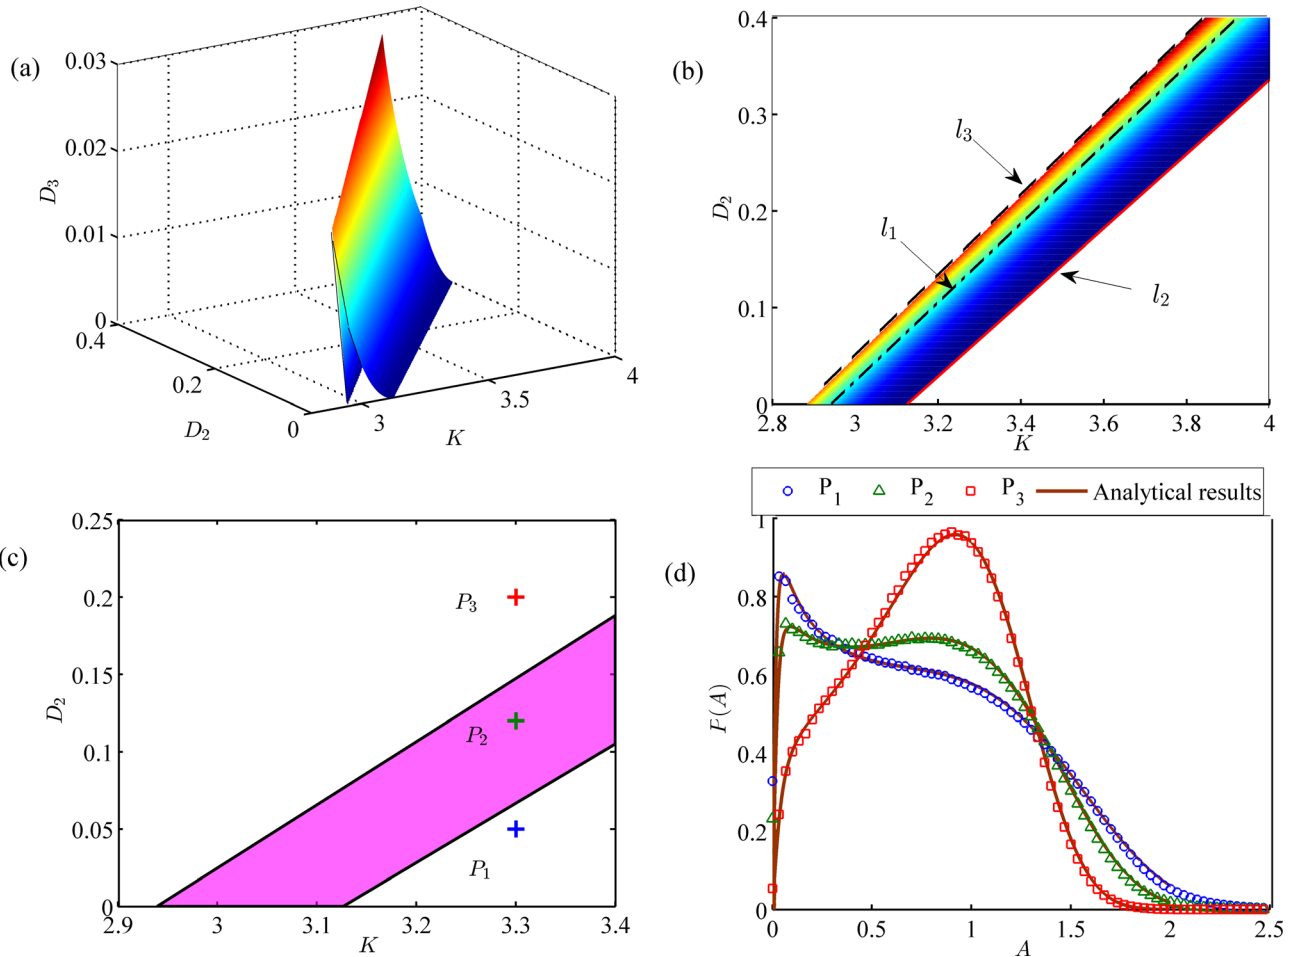 (a)
0.03
0.02
0.01
0
D3
0.4
0.2
0
D2
3
3.5
4
K
(b)
0.4
0.3
0.2
0.1
0
D2
l3
l1
l2
2.8
3
3.2
3.4
3.6
3.8
4
K
(c)
0.25
0.2
0.15
0.1
0.05
0
D2
P3
P2
P1
2.9
3
3.1
3.2
3.3
3.4
K
P1 P2 P3 Analytical results
(d)
1
0.8
0.6
0.4
0.2
0
F(A)
0
0.5
1
1.5
2
2.5
A